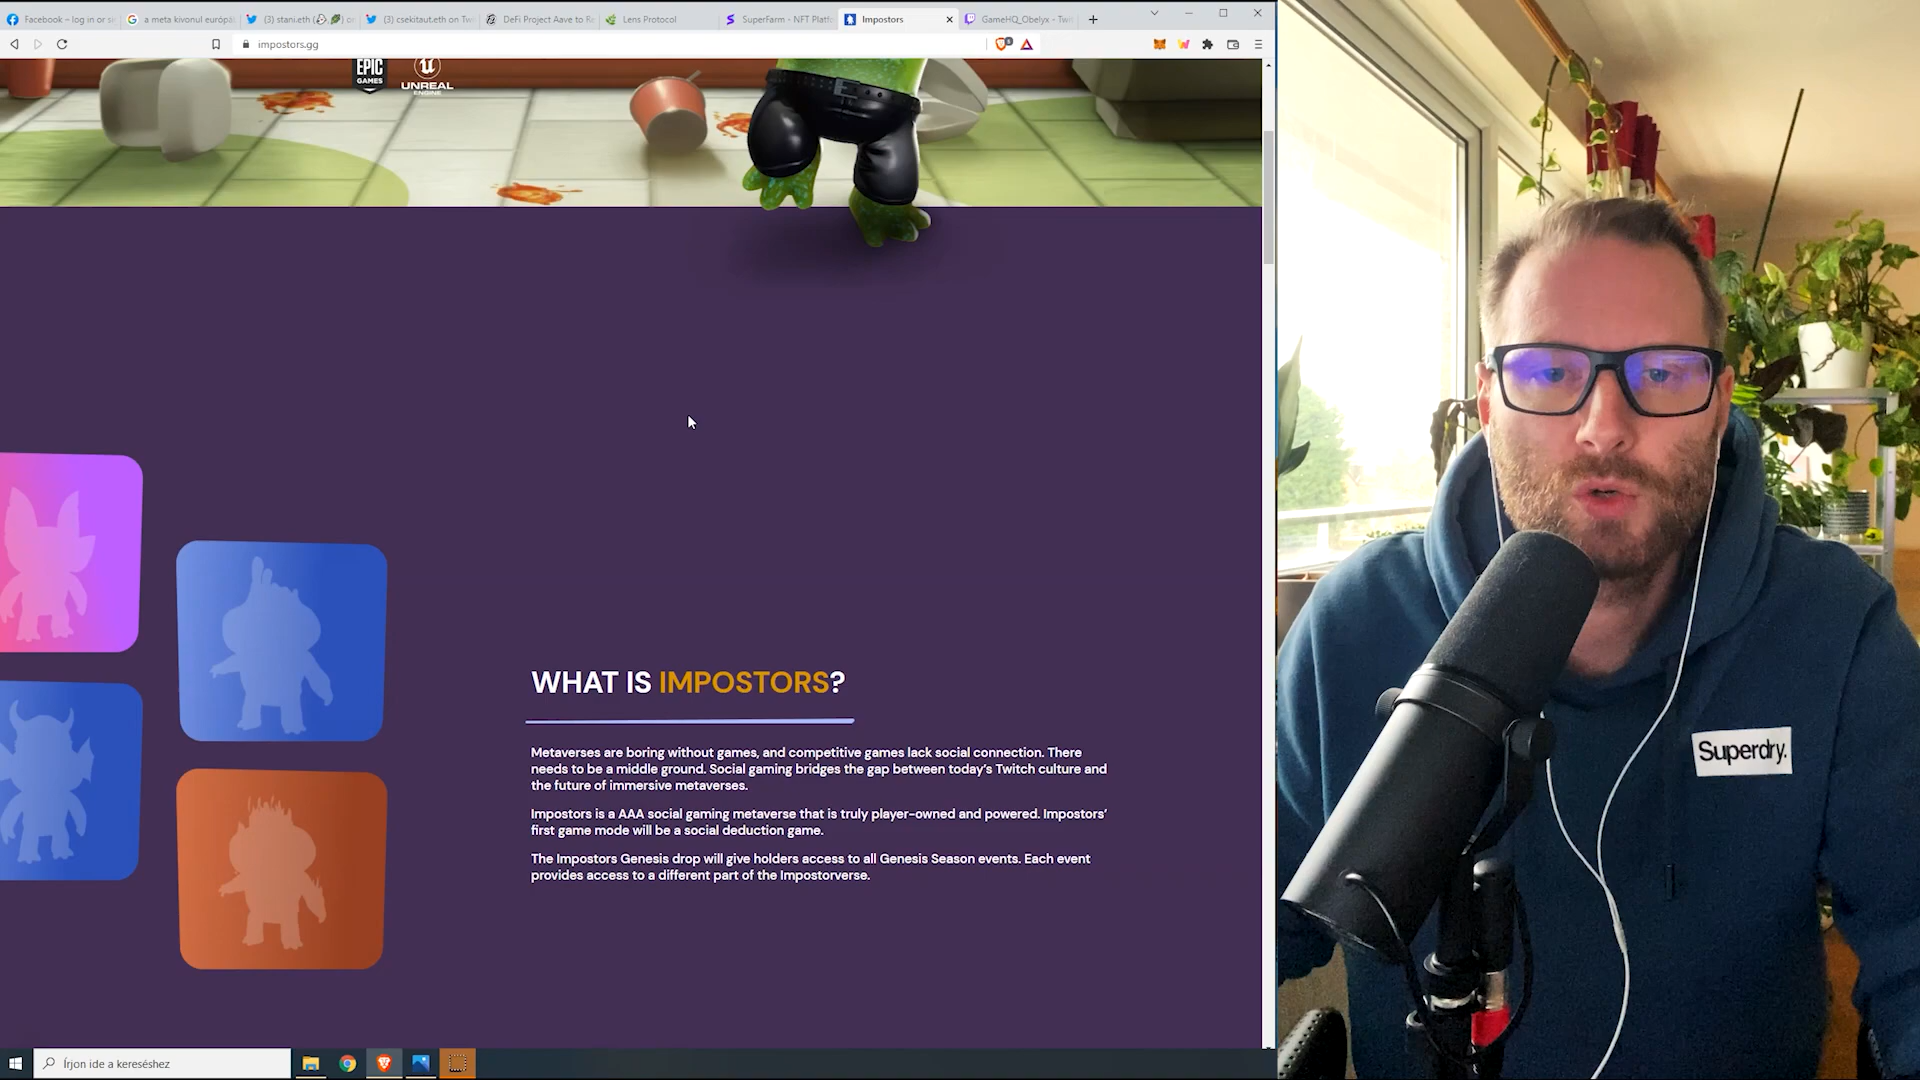 Facebook – log in or si
a meta kivonul európá
(3) stani.eth
(3) csekitaut.eth on Tw
DeFi Project Aave to Re
Lens Protocol
SuperFarm - NFT Platf
Impostors
GameHQ_Obelyx - Twi
impostors.gg
EPIC
GAMES
UNREAL
ENGINE
WHAT IS IMPOSTORS?
Metaverses are boring without games, and competitive games lack social connection. There
needs to be a middle ground. Social gaming bridges the gap between today's Twitch culture and
the future of immersive metaverses.
Impostors is a AAA social gaming metaverse that is truly player-owned and powered. Impostors'
first game mode will be a social deduction game.
The Impostors Genesis drop will give holders access to all Genesis Season events. Each event
provides access to a different part of the Impostorverse.
Superdry.
Írjon ide a kereséshez